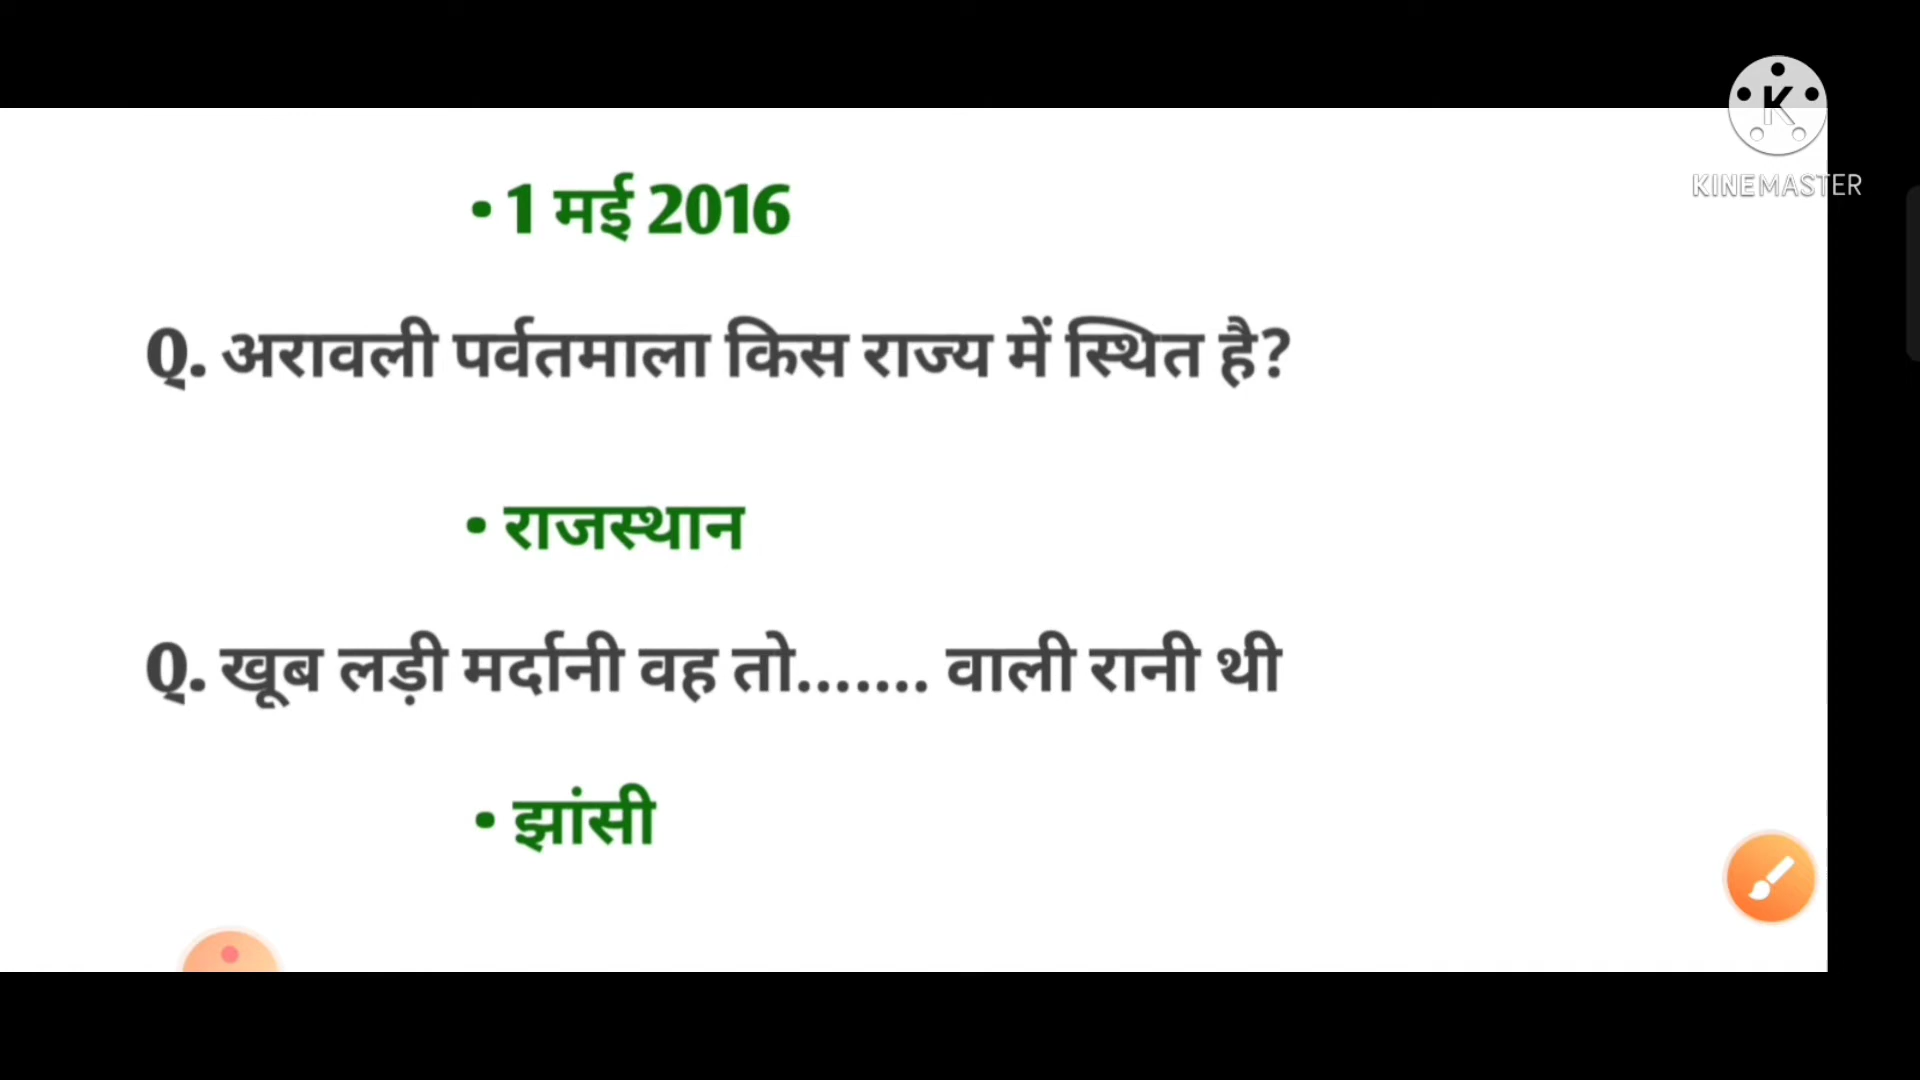 K
KINEMASTER
• 1 मई 2016
Q. अरावली पर्वतमाला किस राज्य में स्थित है?
• राजस्थान
Q. खूब लड़ी मर्दानी वह तो....... वाली रानी थी
• झांसी